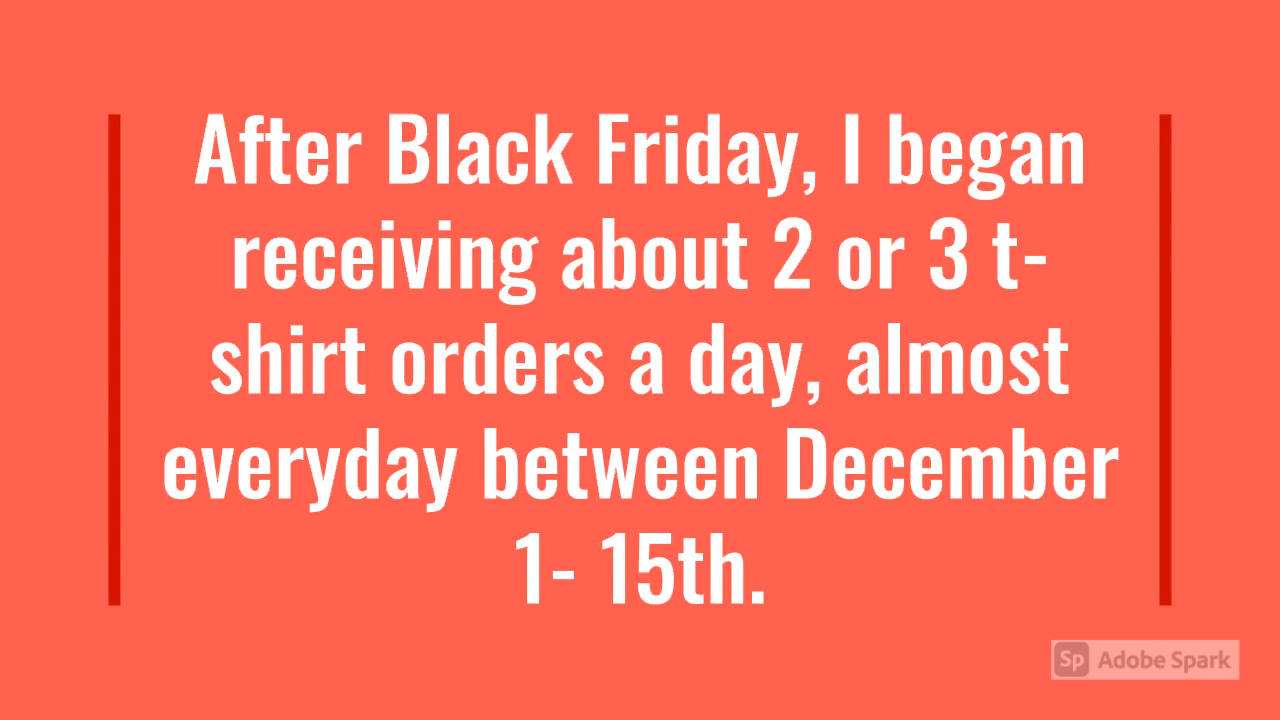 After Black Friday, I began
receiving about 2 or 3 t-
shirt orders a day, almost
everyday between December
1- 15th.
Sp Adobe Spark